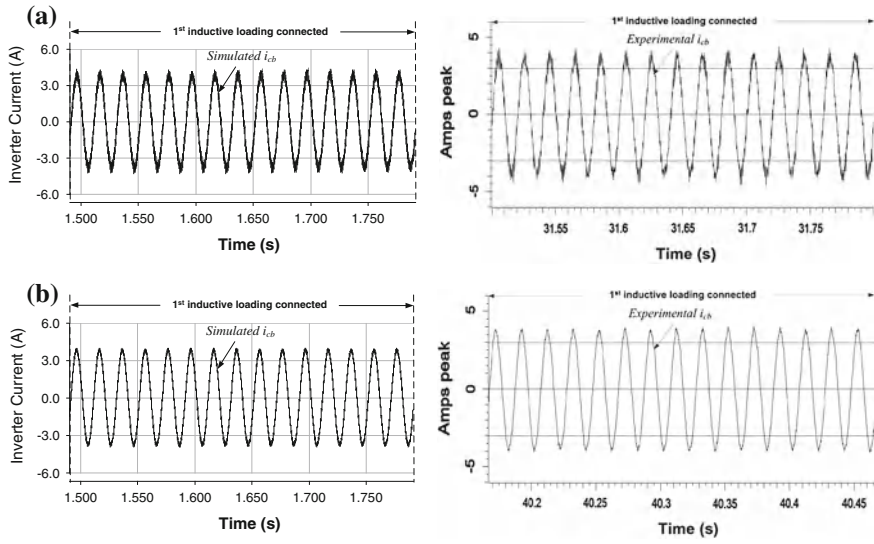 (a)
1st inductive loading connected
Simulated icb
Inverter Current (A)
6.0
3.0
0.0
-3.0
-6.0
1.500
1.550
1.600
1.650
1.700
1.750
Time (s)
1st inductive loading connected
Experimental icb
Amps peak
5
0
-5
31.55
31.6
31.65
31.7
31.75
Time (s)
(b)
1st inductive loading connected
Simulated icb
Inverter Current (A)
6.0
3.0
0.0
-3.0
-6.0
1.500
1.550
1.600
1.650
1.700
1.750
Time (s)
1st inductive loading connected
Experimental icb
Amps peak
5
0
-5
40.2
40.25
40.3
40.35
40.4
40.45
Time (s)